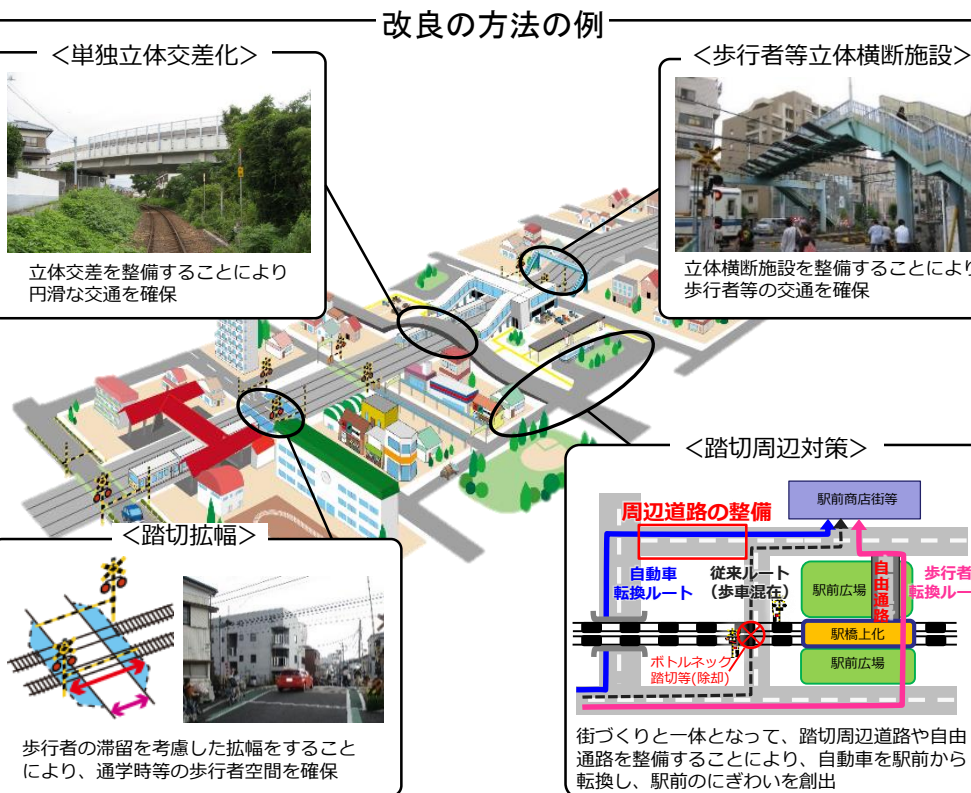 改良の方法の例
＜単独立体交差化＞
立体交差を整備することにより
円滑な交通を確保
＜歩行者等立体横断施設＞
立体横断施設を整備することによ
歩行者等の交通を確保
＜踏切拡幅＞
歩行者の滞留を考慮した拡幅をすること
により、通学時等の歩行者空間を確保
＜踏切周辺対策＞
駅前商店街等
周辺道路の整備
自動車
転換ルート
従来ルート
（歩車混在）
駅前広場
自由通路
歩行者
転換ルー
駅橋上化
ボトルネック
踏切等(除却)
駅前広場
街づくりと一体となって、踏切周辺道路や自由
通路を整備することにより、自動車を駅前から
転換し、駅前のにぎわいを創出